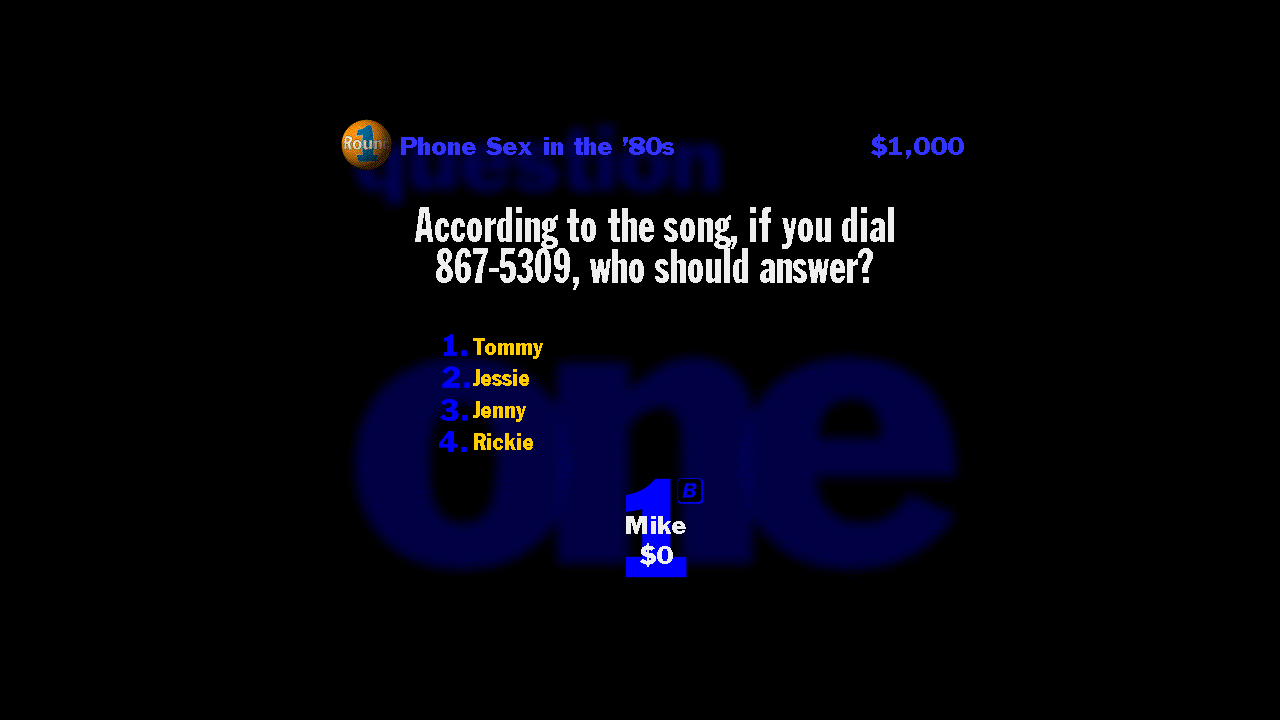 Round 1
Phone Sex in the '80s
$1,000
question
According to the song, if you dial
867-5309, who should answer?
1. Tommy
2. Jessie
3. Jenny
4. Rickie
one
1 B
Mike
$0